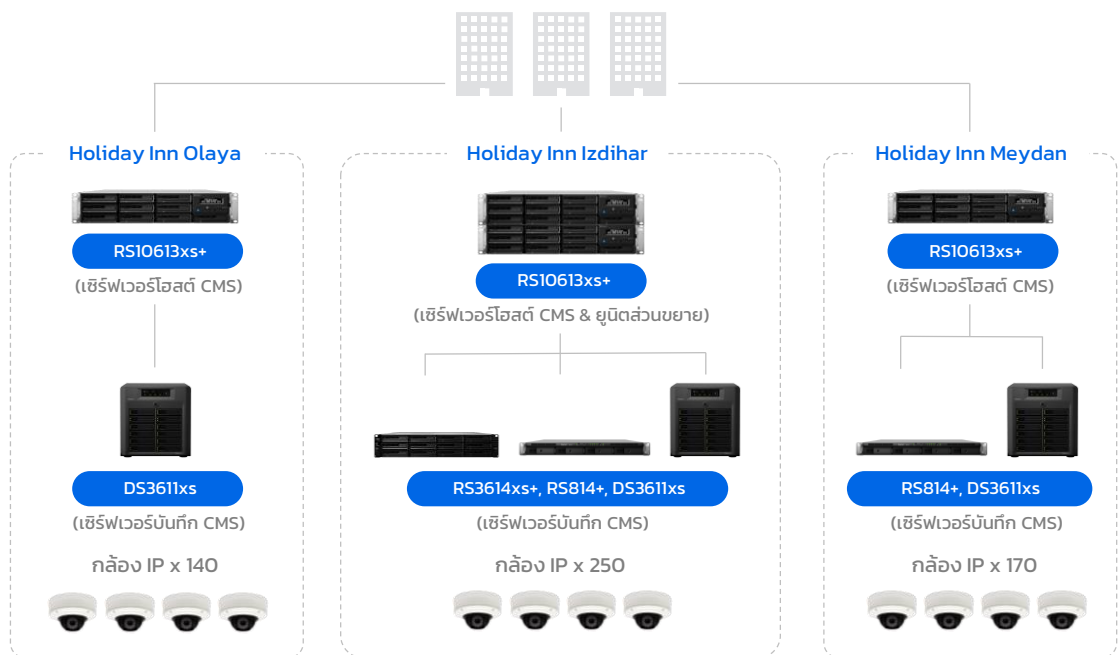 Holiday Inn Olaya
RS10613xs+
(เซิร์ฟเวอร์โฮสต์ CMS)
DS3611xs
(เซิร์ฟเวอร์บันทึก CMS)
กล้อง IP x 140
Holiday Inn Izdihar
RS10613xs+
(เซิร์ฟเวอร์โฮสต์ CMS & ยูนิตส่วนขยาย)
RS3614xs+, RS814+, DS3611xs
(เซิร์ฟเวอร์บันทึก CMS)
กล้อง IP x 250
Holiday Inn Meydan
RS10613xs+
(เซิร์ฟเวอร์โฮสต์ CMS)
RS814+, DS3611xs
(เซิร์ฟเวอร์บันทึก CMS)
กล้อง IP x 170